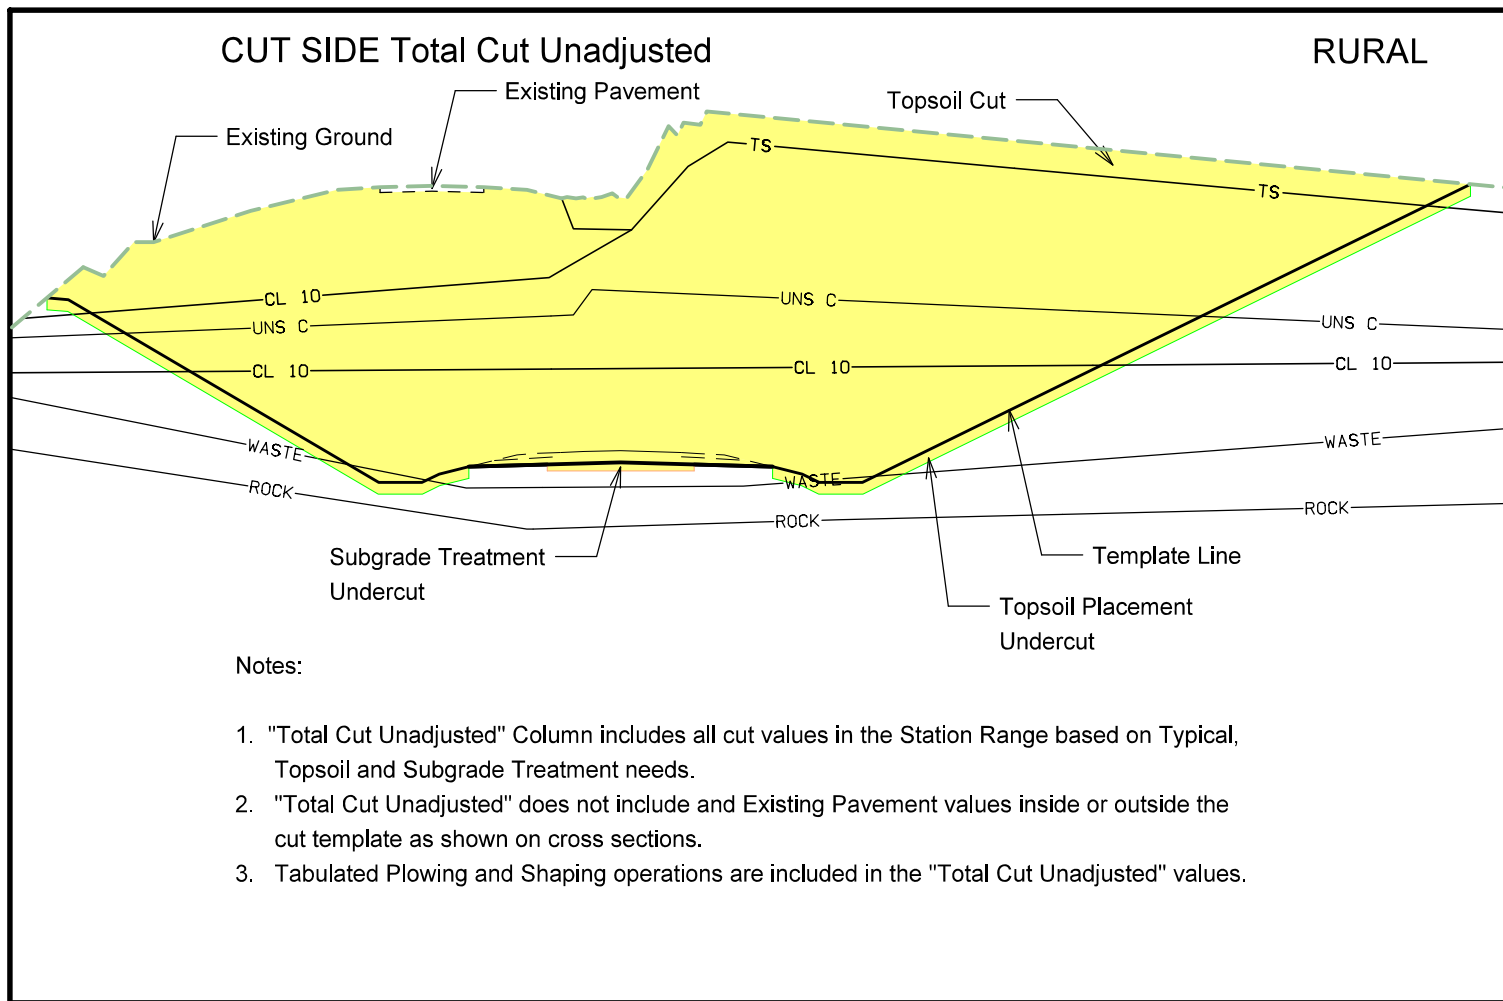 CUT SIDE Total Cut Unadjusted
RURAL
Existing Pavement
Topsoil Cut
Existing Ground
TS
TS
CL 10
UNS C
UNS C
UNS C
CL 10
CL 10
CL 10
WASTE
WASTE
WASTE
ROCK
ROCK
ROCK
Subgrade Treatment
Undercut
Template Line
Topsoil Placement
Undercut
Notes:
1. "Total Cut Unadjusted" Column includes all cut values in the Station Range based on Typical,
Topsoil and Subgrade Treatment needs.
2. "Total Cut Unadjusted" does not include and Existing Pavement values inside or outside the
cut template as shown on cross sections.
3. Tabulated Plowing and Shaping operations are included in the "Total Cut Unadjusted" values.